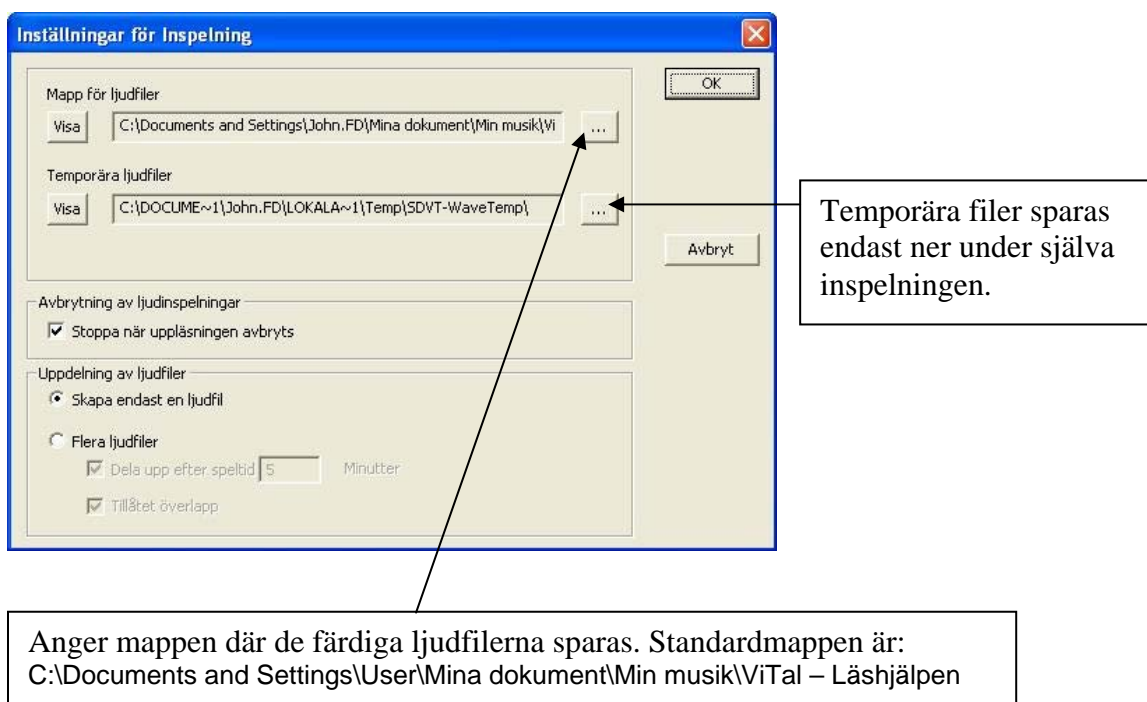 Inställningar för Inspelning
OK
Mapp för ljudfiler
Visa C:\Documents and Settings\John.FD\Mina dokument\Min musik\Vi ...
Temporära ljudfiler
Visa C:\DOCUME~1\John.FD\LOKALA~1\Temp\SDVT-WaveTemp\ ...
Avbryt
Temporära filer sparas
endast ner under själva
inspelningen.
Avbrytning av ljudinspelningar
Stoppa när uppläsningen avbryts
Uppdelning av ljudfiler
Skapa endast en ljudfil
Flera ljudfiler
Dela upp efter speltid 5 Minutter
Tillåtet överlapp
Anger mappen där de färdiga ljudfilerna sparas. Standardmappen är:
C:\Documents and Settings\User\Mina dokument\Min musik\ViTal – Läshjälpen